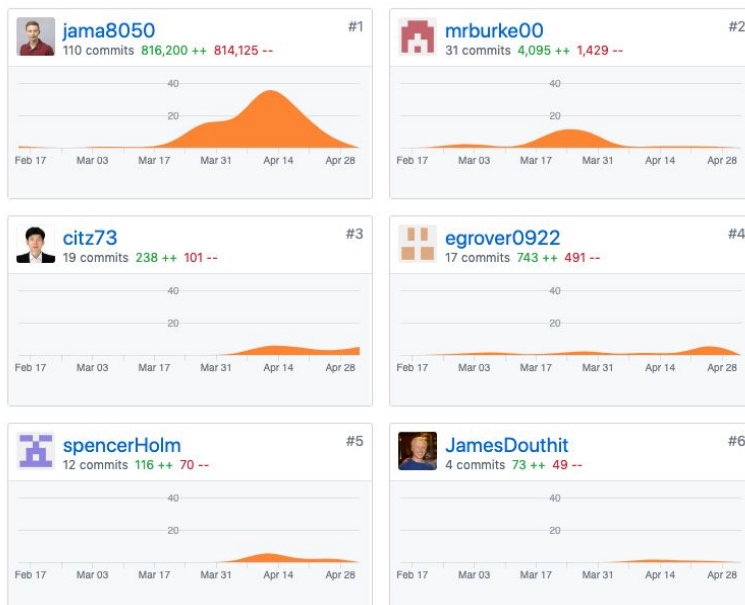 jama8050 #1
110 commits 816,200 ++ 814,125 --
40
20
Feb 17 Mar 03 Mar 17 Mar 31 Apr 14 Apr 28
mrburke00 #2
31 commits 4,095 ++ 1,429 --
40
20
Feb 17 Mar 03 Mar 17 Mar 31 Apr 14 Apr 28
citz73 #3
19 commits 238 ++ 101 --
40
20
Feb 17 Mar 03 Mar 17 Mar 31 Apr 14 Apr 28
egrover0922 #4
17 commits 743 ++ 491 --
40
20
Feb 17 Mar 03 Mar 17 Mar 31 Apr 14 Apr 28
spencerHolm #5
12 commits 116 ++ 70 --
40
20
Feb 17 Mar 03 Mar 17 Mar 31 Apr 14 Apr 28
JamesDouthit #6
4 commits 73 ++ 49 --
40
20
Feb 17 Mar 03 Mar 17 Mar 31 Apr 14 Apr 28